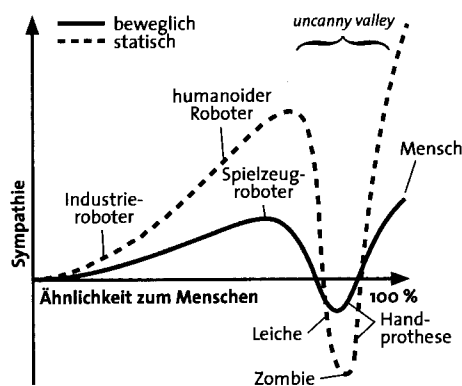 beweglich
statisch
uncanny valley
humanoider
Roboter
Mensch
Spielzeug-
roboter
Industrie-
roboter
Sympathie
Ähnlichkeit zum Menschen
100 %
Leiche
Hand-
prothese
Zombie